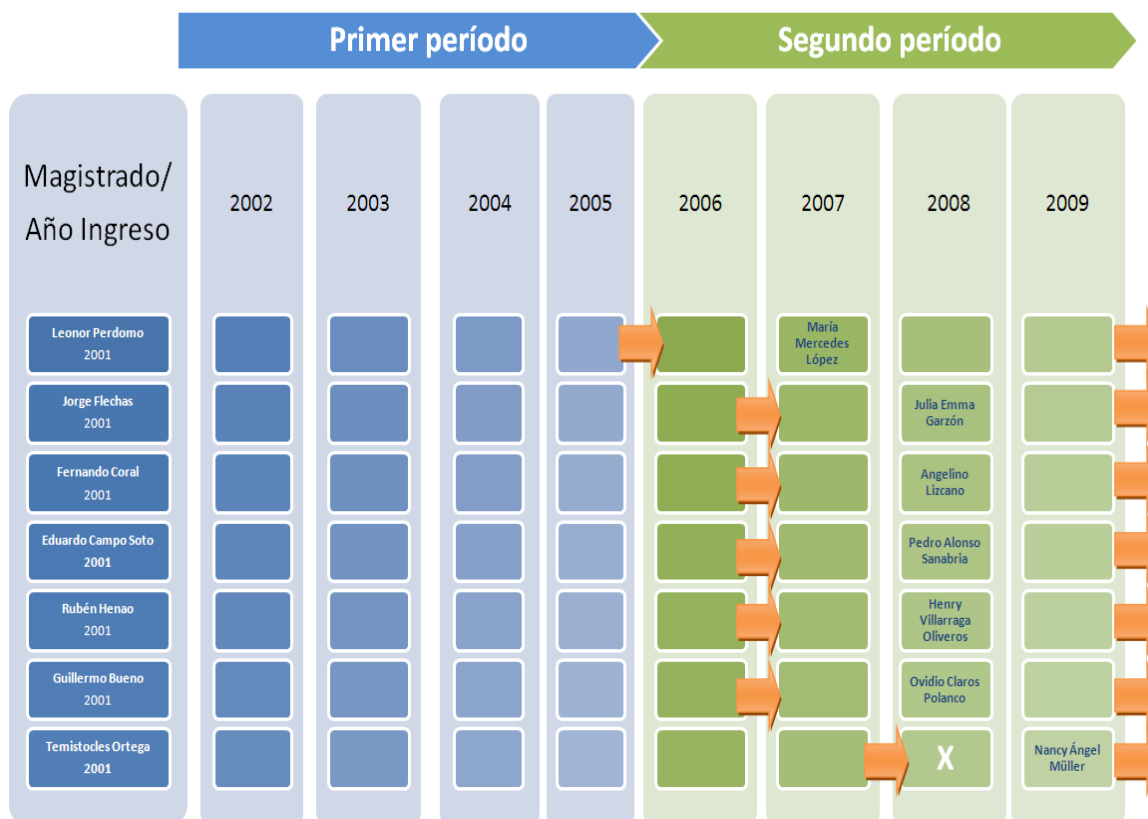 Primer período
Segundo período
Magistrado/
Año Ingreso
2002
2003
2004
2005
2006
2007
2008
2009
Leonor Perdomo
2001
María
Mercedes
López
Jorge Flechas
2001
Julia Emma
Garzón
Fernando Coral
2001
Angelino
Lizcano
Eduardo Campo Soto
2001
Pedro Alonso
Sanabria
Rubén Henao
2001
Henry
Villarraga
Oliveros
Guillermo Bueno
2001
Ovidio Claros
Polanco
Temistocles Ortega
2001
X
Nancy Ángel
Müller